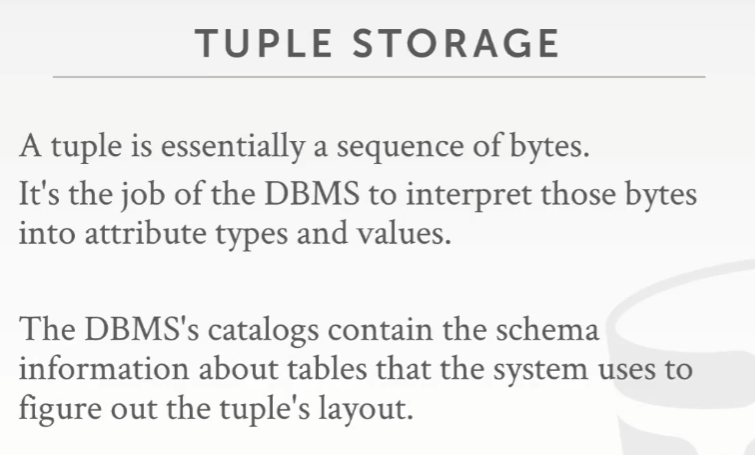 TUPLE STORAGE
A tuple is essentially a sequence of bytes.
It's the job of the DBMS to interpret those bytes
into attribute types and values.
The DBMS's catalogs contain the schema
information about tables that the system uses to
figure out the tuple's layout.